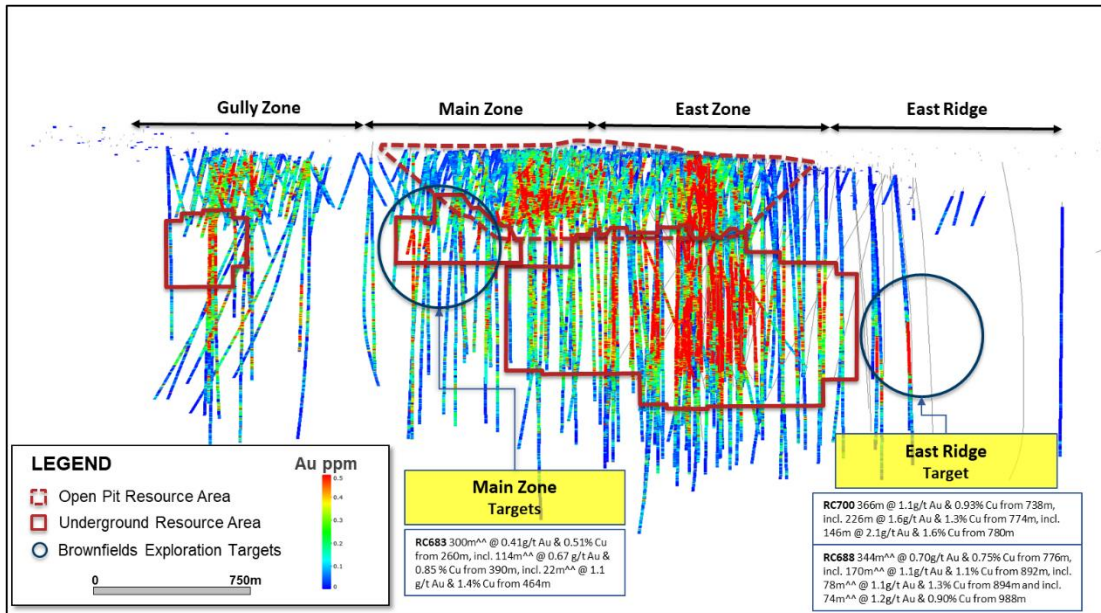 Gully Zone
Main Zone
East Zone
East Ridge
LEGEND
Au ppm
Open Pit Resource Area
Underground Resource Area
Brownfields Exploration Targets
0
750m
0.5
0.4
0.3
0.2
0.1
0
Main Zone
Targets
RC683 300m^^ @ 0.41g/t Au & 0.51% Cu
from 260m, incl. 114m^^ @ 0.67 g/t Au &
0.85 % Cu from 390m, incl. 22m^^ @ 1.1
g/t Au & 1.4% Cu from 464m
East Ridge
Target
RC700 366m @ 1.1g/t Au & 0.93% Cu from 738m,
incl. 226m @ 1.6g/t Au & 1.3% Cu from 774m, incl.
146m @ 2.1g/t Au & 1.6% Cu from 780m
RC688 344m^^ @ 0.70g/t Au & 0.75% Cu from 776m,
incl. 170m^^ @ 1.1g/t Au & 1.1% Cu from 892m, incl.
78m^^ @ 1.1g/t Au & 1.3% Cu from 894m and incl.
74m^^ @ 1.2g/t Au & 0.90% Cu from 988m